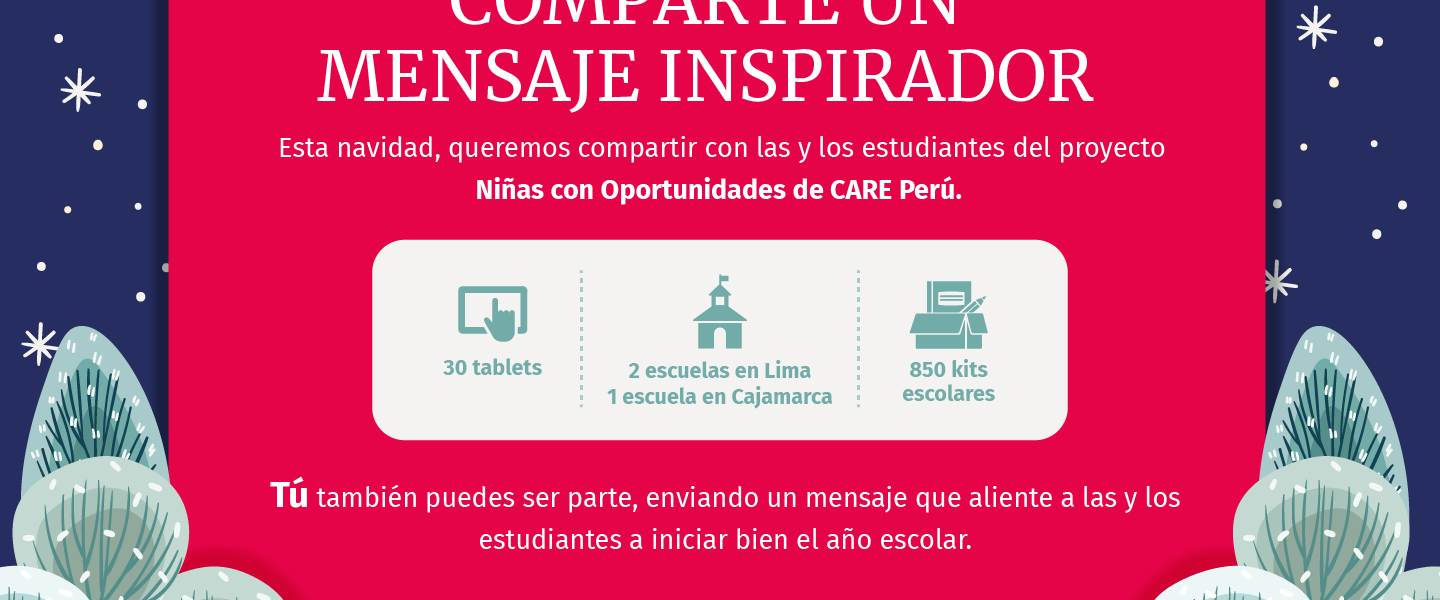 COMPARTE UN
MENSAJE INSPIRADOR
Esta navidad, queremos compartir con las y los estudiantes del proyecto
Niñas con Oportunidades de CARE Perú.
30 tablets
2 escuelas en Lima
1 escuela en Cajamarca
850 kits
escolares
Tú también puedes ser parte, enviando un mensaje que aliente a las y los
estudiantes a iniciar bien el año escolar.